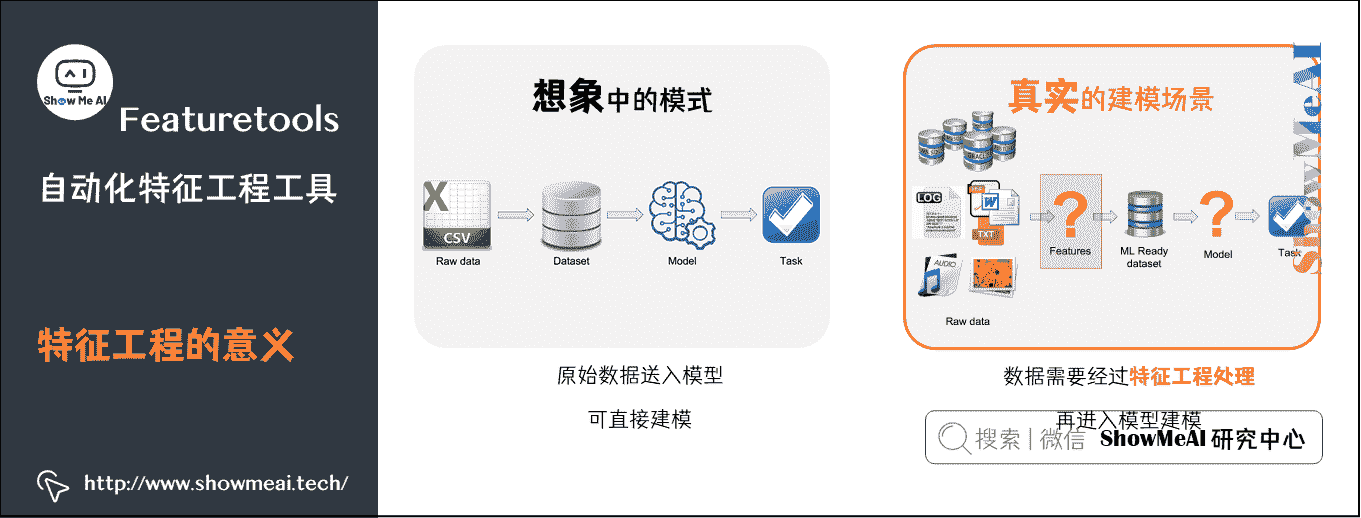 Show Me AI
Featuretools
自动化特征工程工具
特征工程的意义
http://www.showmeai.tech/
想象中的模式
X
CSV
Raw data
Dataset
Model
Task
原始数据送入模型
可直接建模
真实的建模场景
ORACLE
LOG
W
TXT
AUDIO
Raw data
?
Features
ML Ready
dataset
?
Model
Task
ShowMeAI
数据需要经过特征工程处理
再进入模型建模
搜索 | 微信 ShowMeAI 研究中心